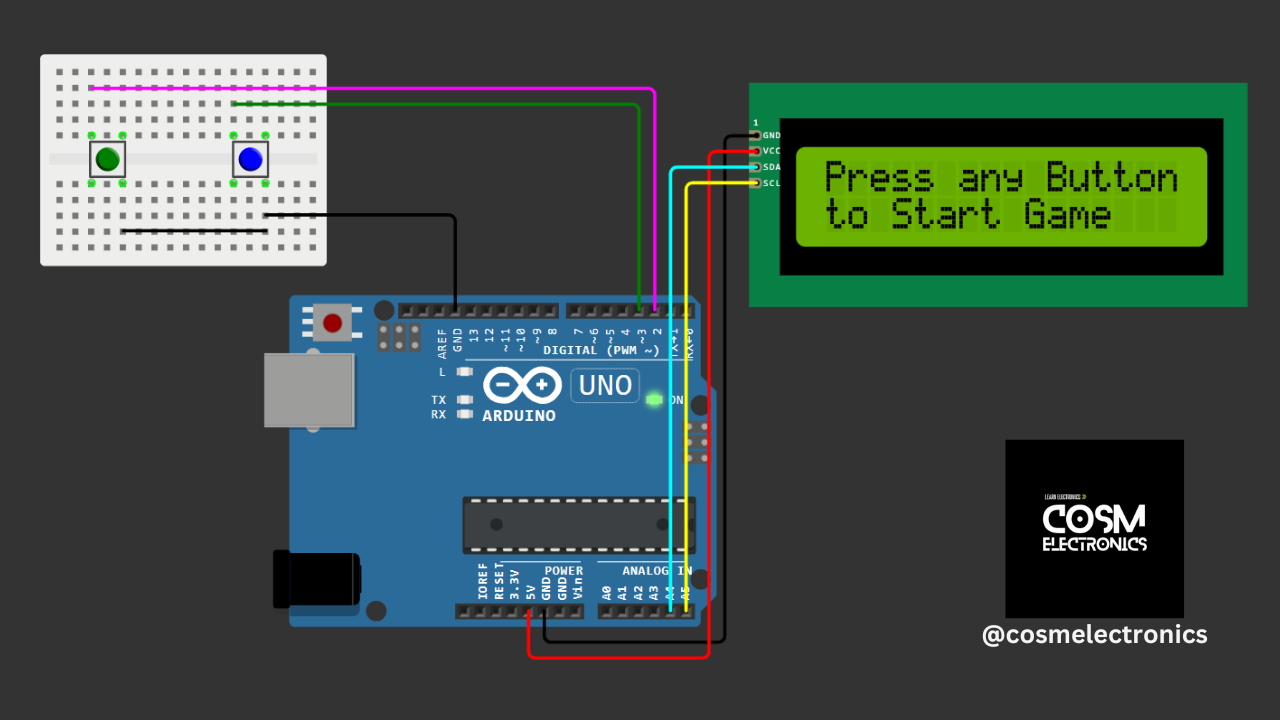 1
GND
VCC
SDA
SCL
Press any Button
to Start Game
AREF
GND
13
12
~11
~10
~9
8
7
~6
~5
4
~3
2
TX→1
RX←0
DIGITAL (PWM ~)
L
TX
RX
UNO
ARDUINO
ON
IOREF
RESET
3.3V
5V
GND
GND
Vin
POWER
ANALOG IN
A0
A1
A2
A3
A4
A5
LEARN ELECTRONICS
COSM
ELECTRONICS
@cosmelectronics